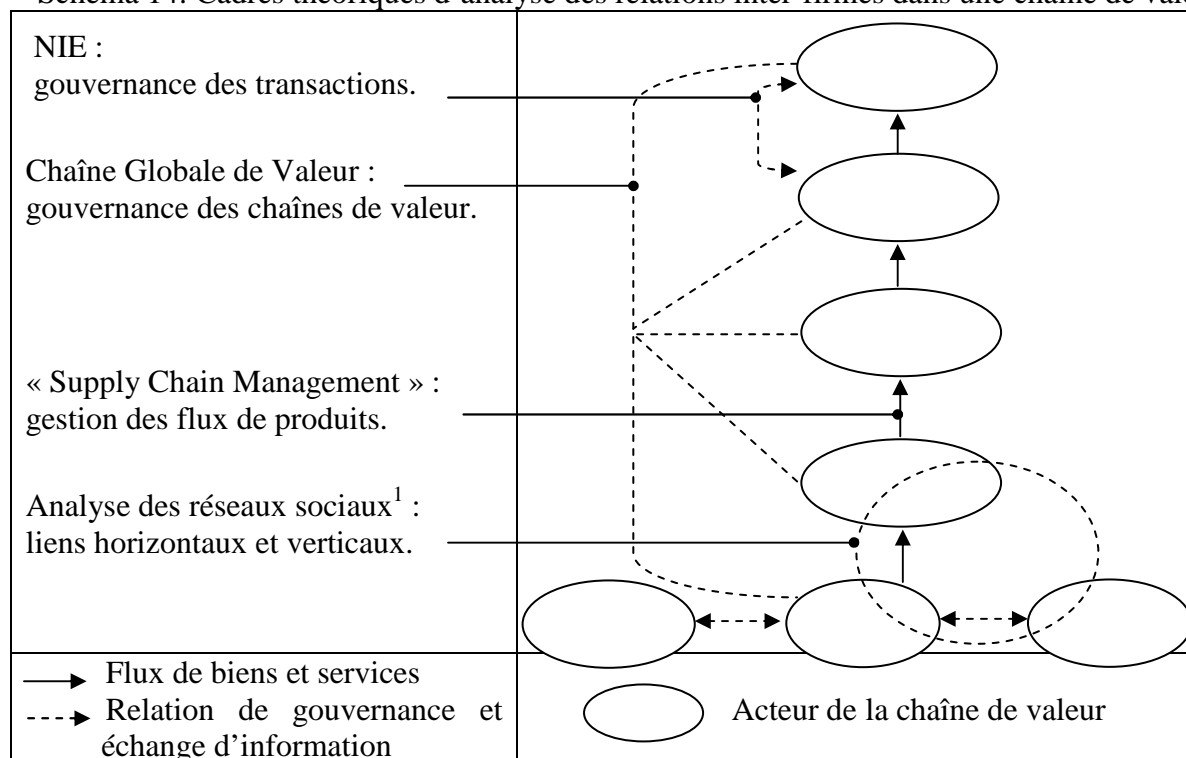 Schéma 14: Cadres théoriques d'analyse des relations inter-firmes dans une chaîne de
NIE :
gouvernance des transactions.
Chaîne Globale de Valeur :
gouvernance des chaînes de valeur.
« Supply Chain Management » :
gestion des flux de produits.
Analyse des réseaux sociaux¹ :
liens horizontaux et verticaux.
Flux de biens et services
Relation de gouvernance et
échange d'information
Acteur de la chaîne de valeur